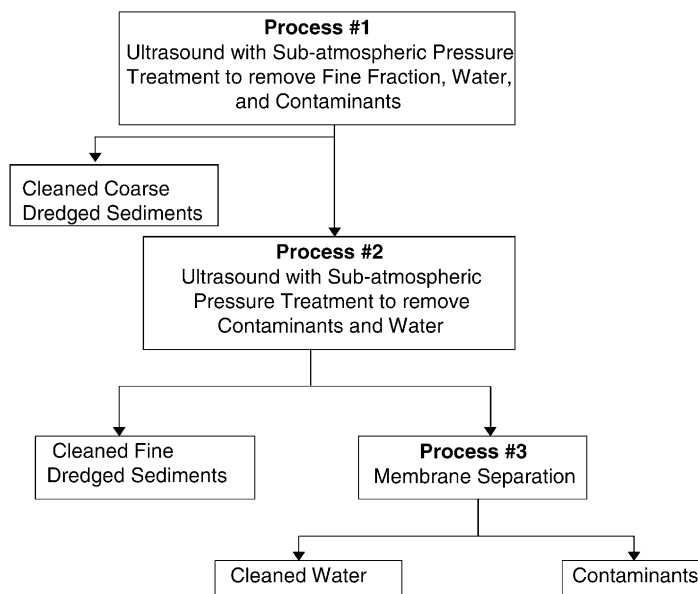 Process #1
Ultrasound with Sub-atmospheric Pressure
Treatment to remove Fine Fraction, Water,
and Contaminants
Cleaned Coarse
Dredged Sediments
Process #2
Ultrasound with Sub-atmospheric
Pressure Treatment to remove
Contaminants and Water
Cleaned Fine
Dredged Sediments
Process #3
Membrane Separation
Cleaned Water
Contaminants